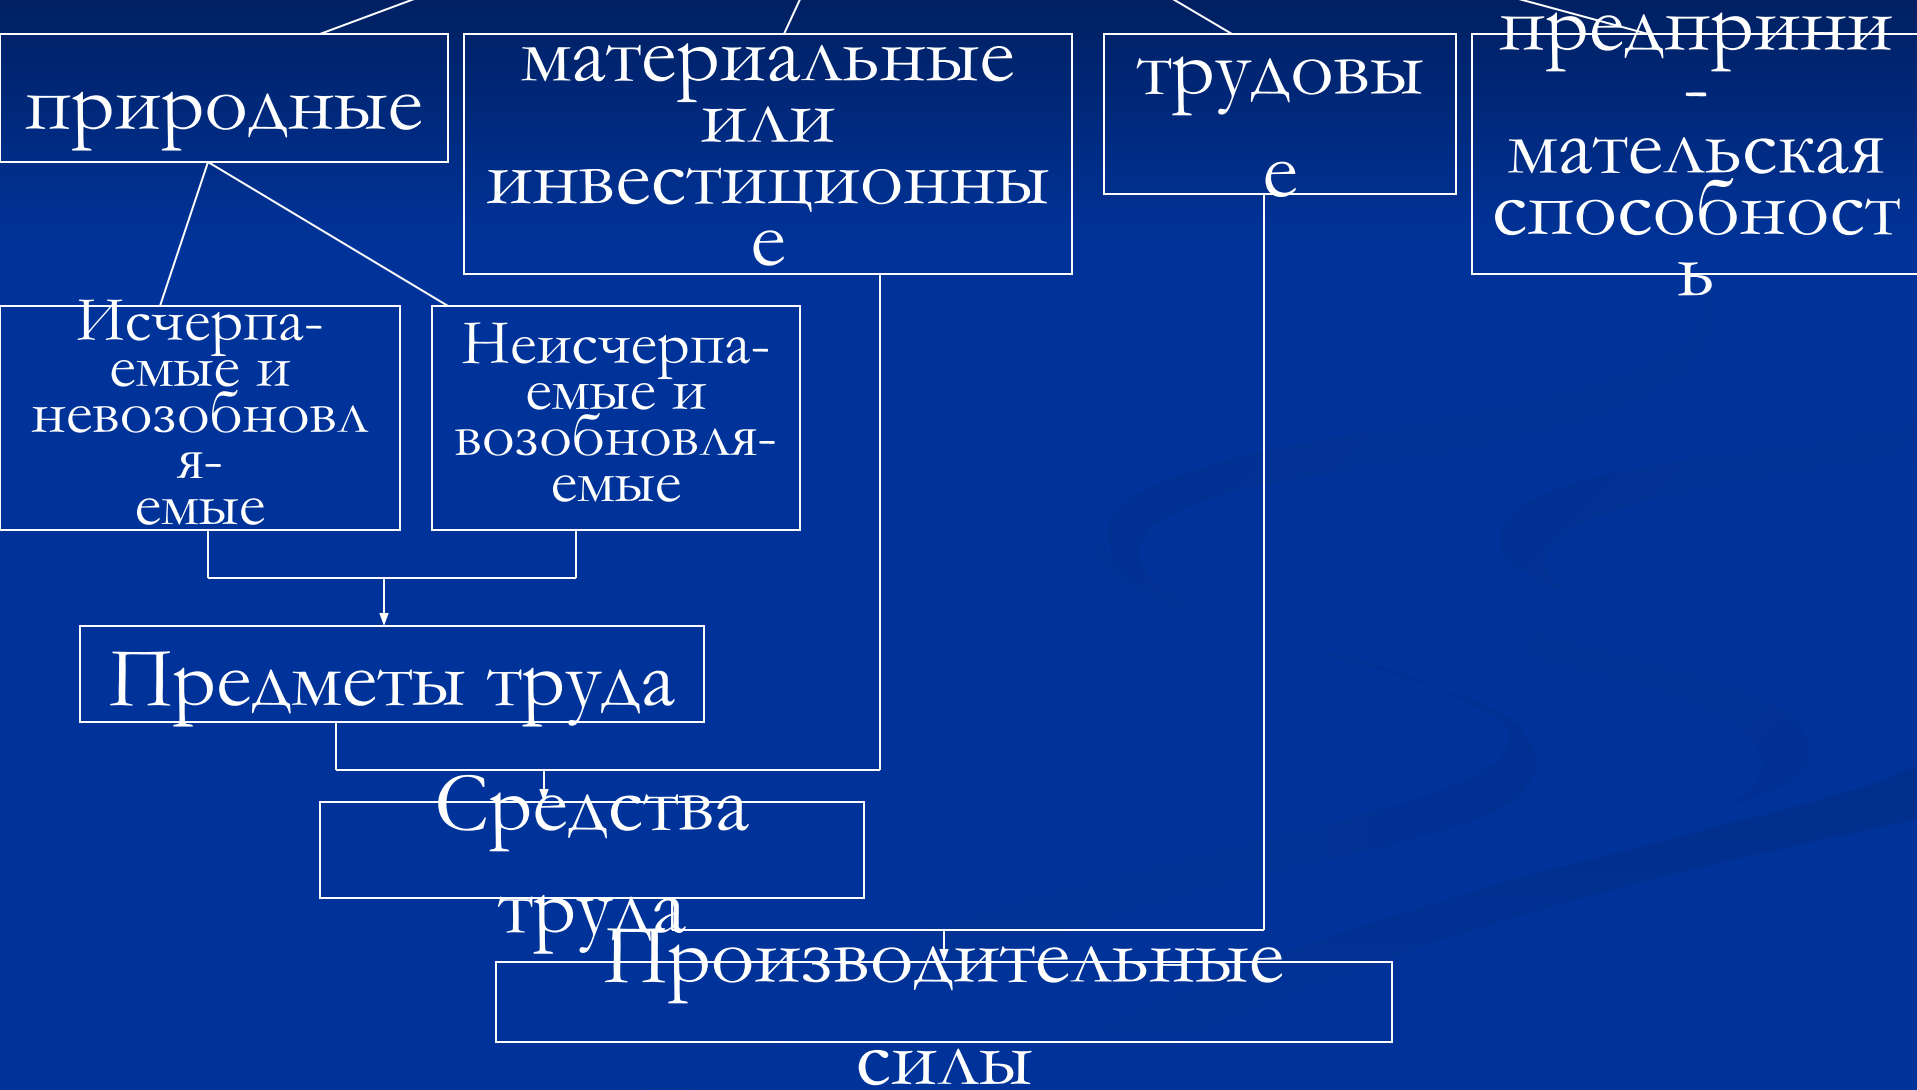 природные
материальные
или
инвестиционны
е
трудовы
е
предприни
-
мательская
способност
ь
Исчерпа-
емые и
невозобновл
я-
емые
Неисчерпа-
емые и
возобновля-
емые
Предметы труда
Средства
труда
Производительные
силы